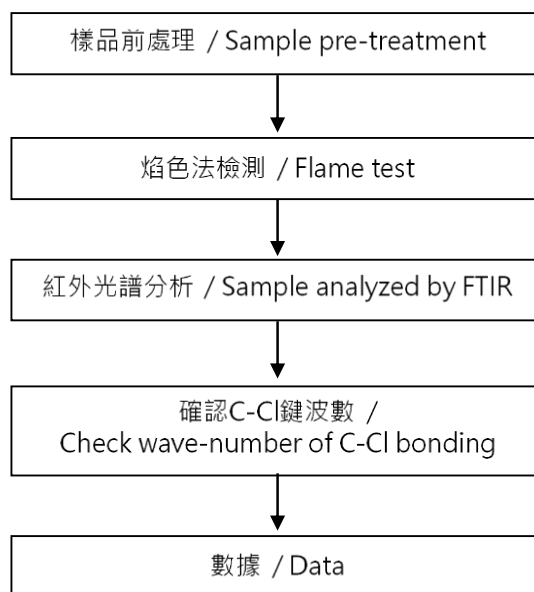 樣品前處理 / Sample pre-treatment
焰色法檢測 / Flame test
紅外光譜分析 / Sample analyzed by FTIR
確認C-Cl鍵波數 /
Check wave-number of C-Cl bonding
數據 / Data